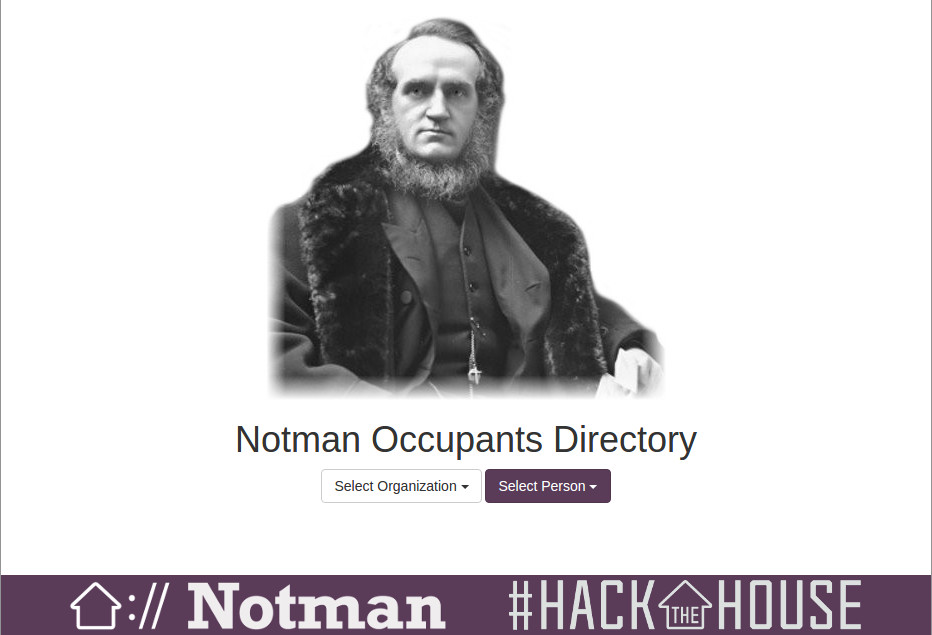 Notman Occupants Directory
Select Organization Select Person
:// Notman #HACK THE HOUSE